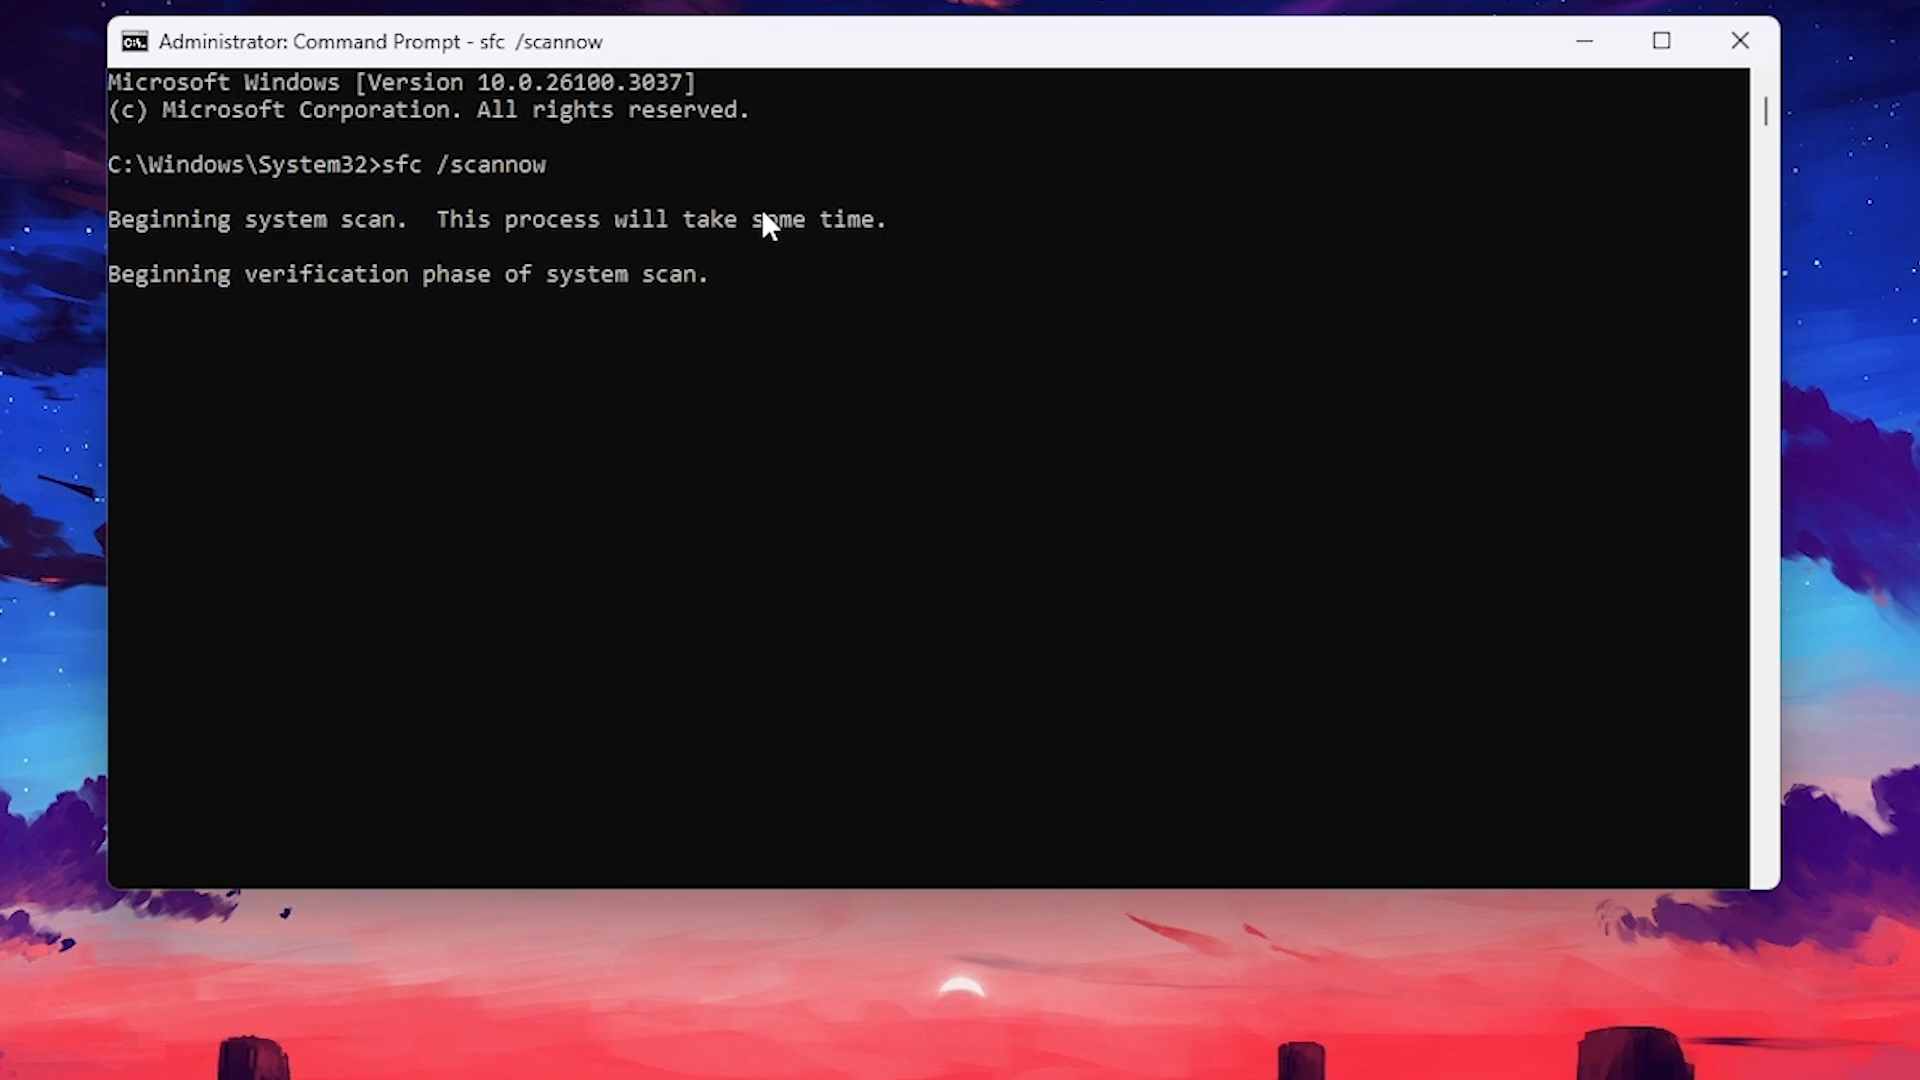 Administrator: Command Prompt - sfc  /scannow
Microsoft Windows [Version 10.0.26100.3037]
(c) Microsoft Corporation. All rights reserved.
C:\Windows\System32>sfc /scannow
Beginning system scan.  This process will take some time.
Beginning verification phase of system scan.